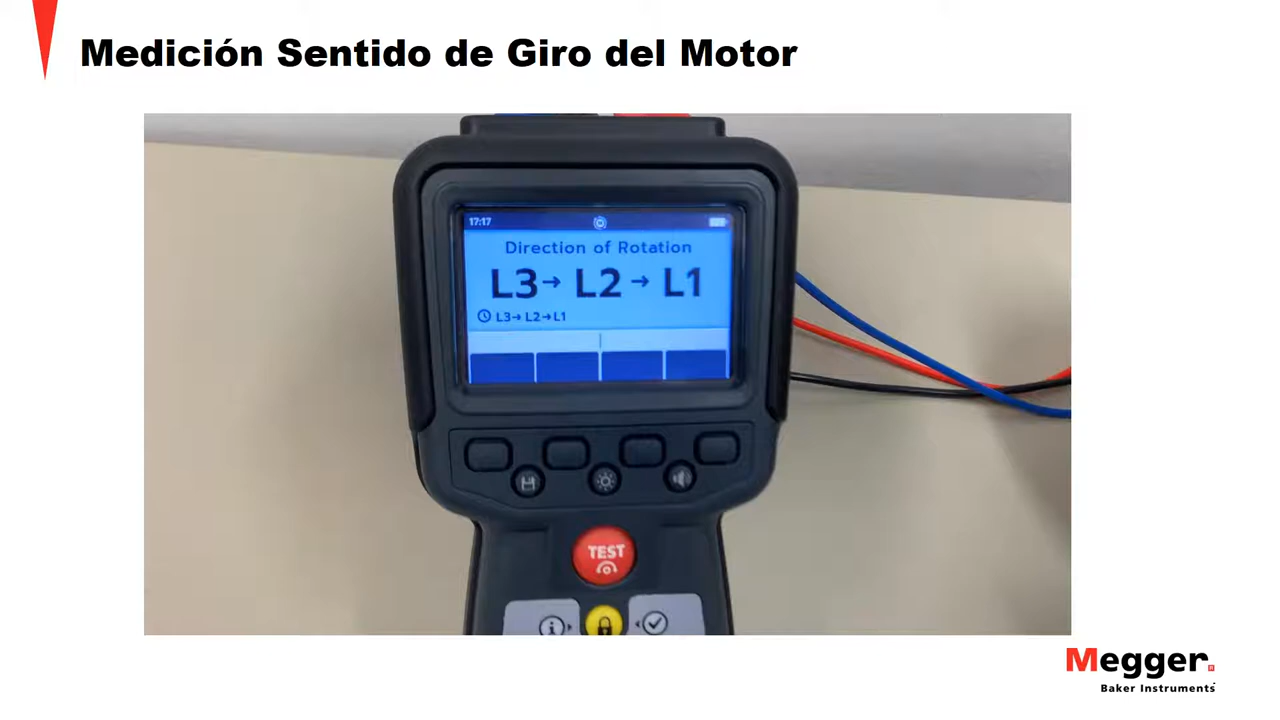 Medición Sentido de Giro del Motor
17:17
Direction of Rotation
L3→ L2 → L1
L3→ L2→L1
TEST
Megger.
Baker Instruments